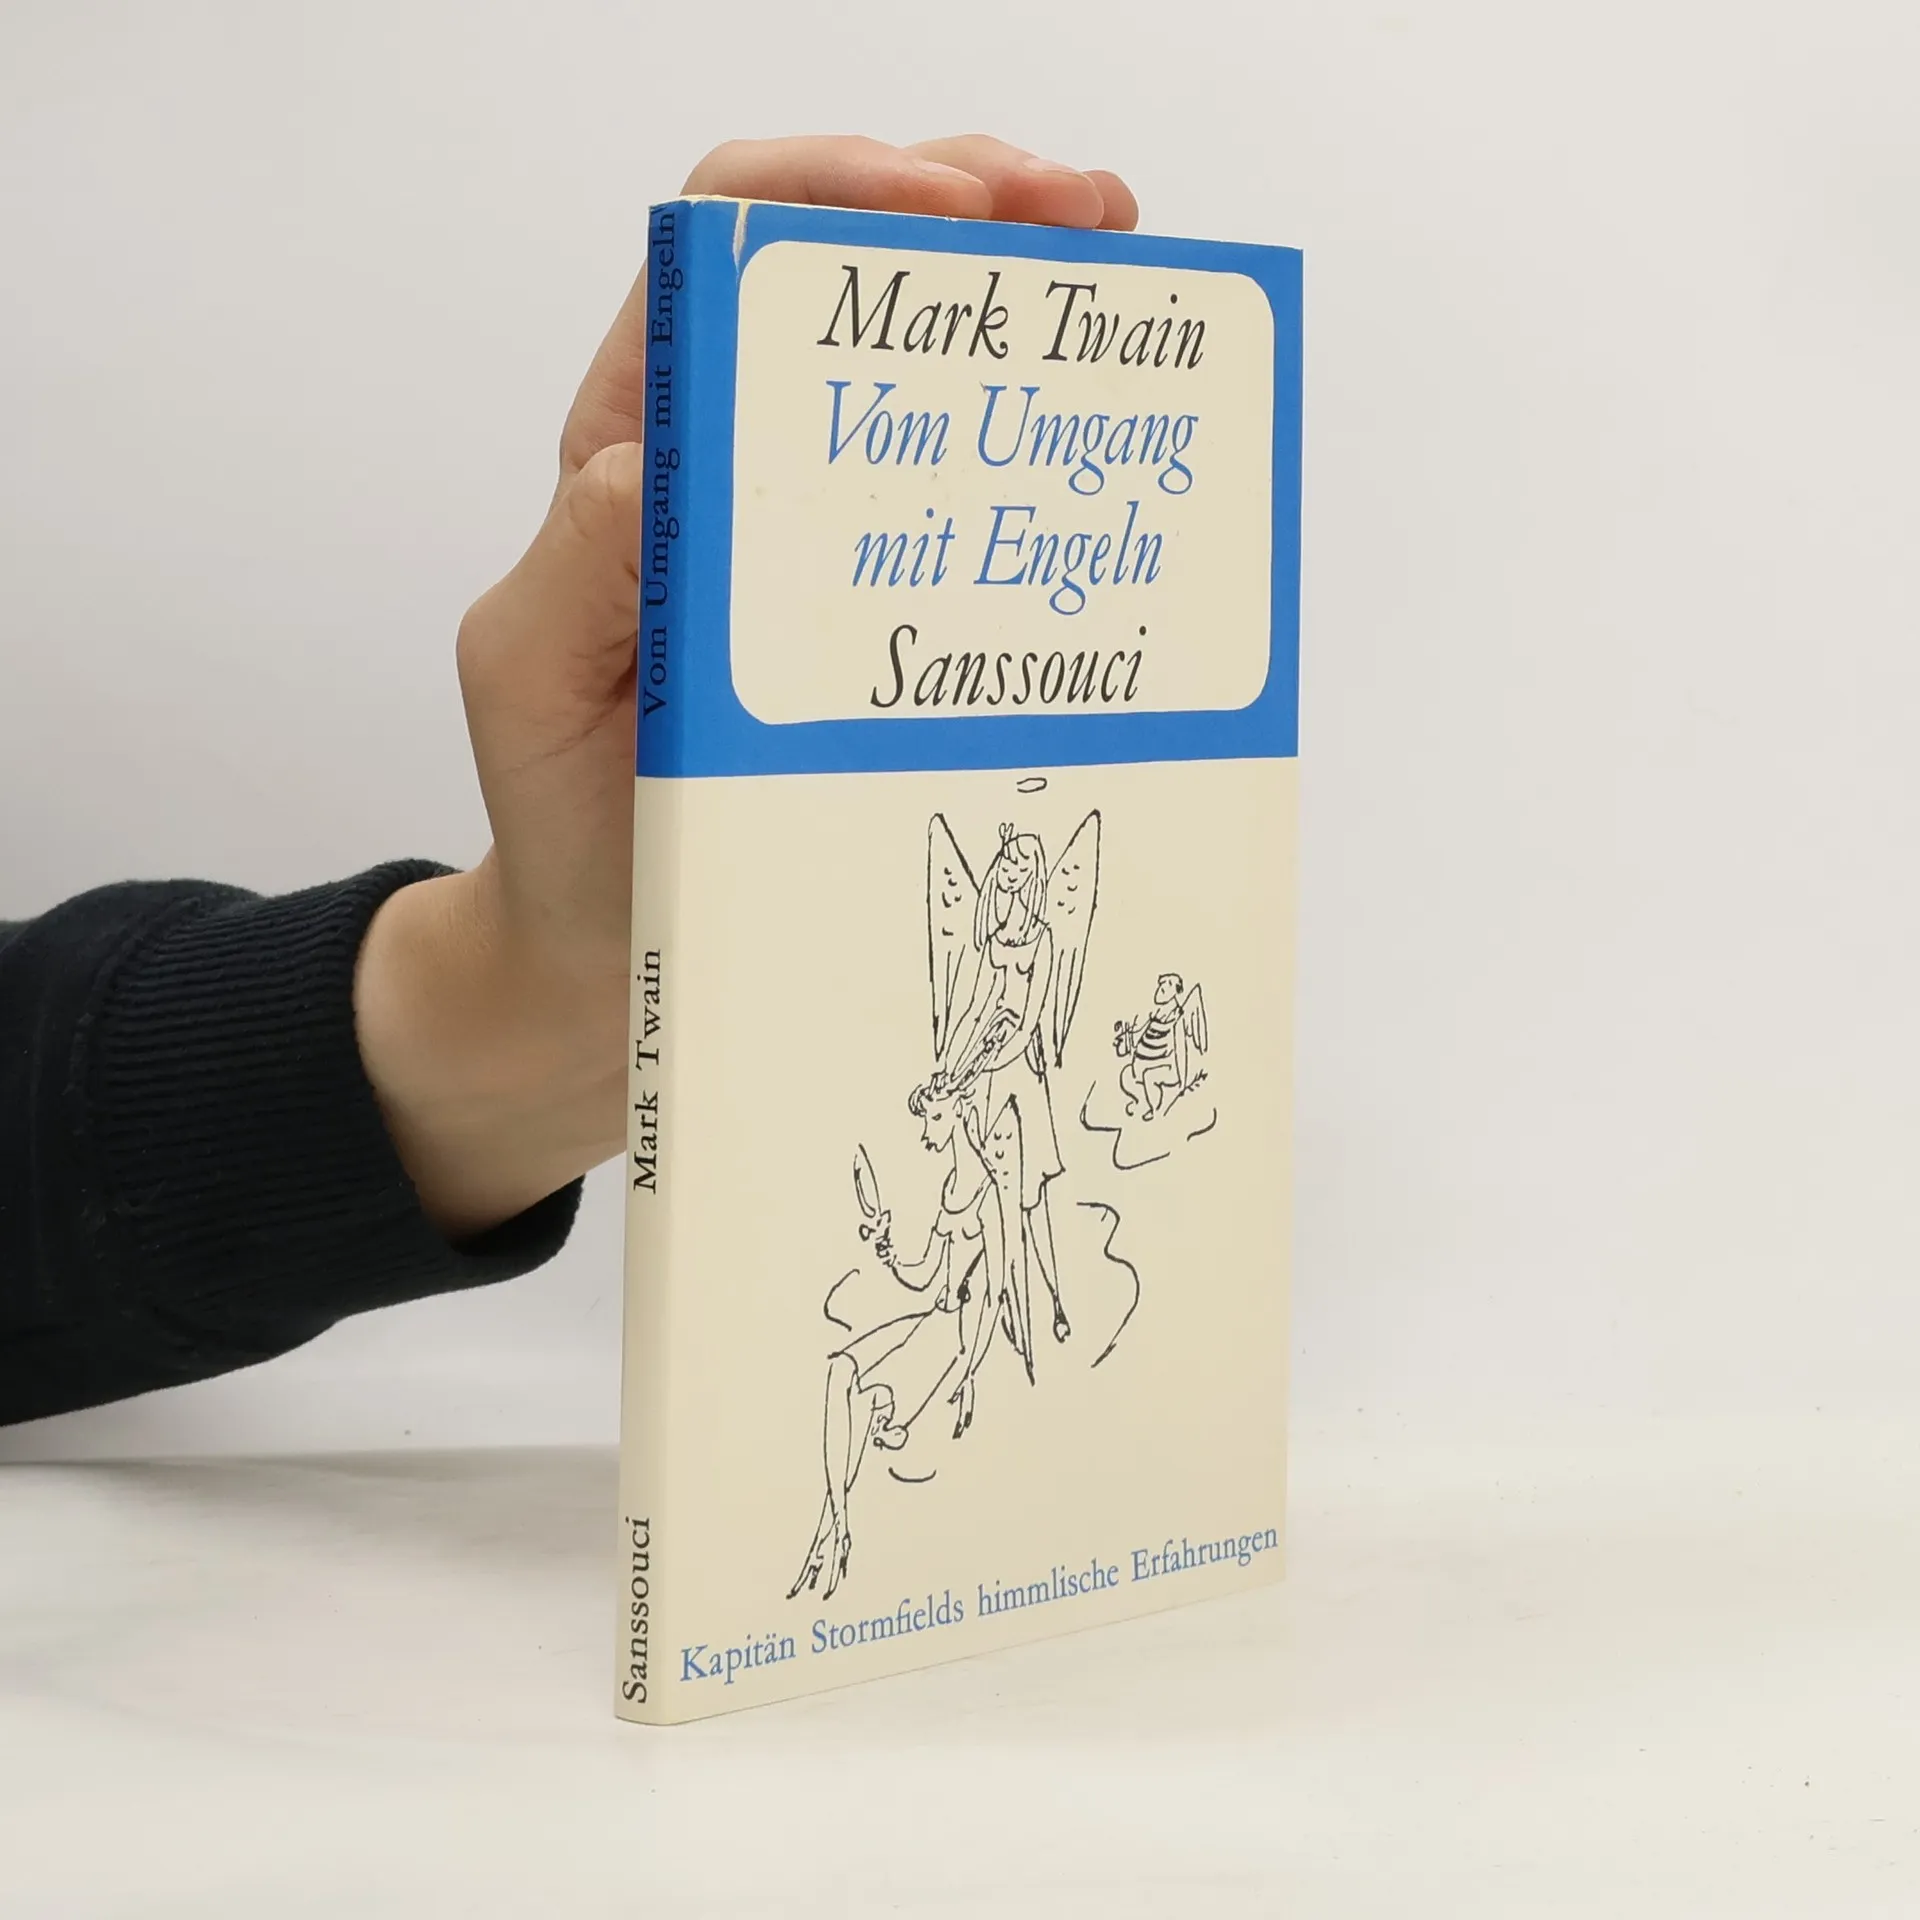 Mark Twain
Vom Umgang
mit Engeln
Sanssouci
Kapitän Stormfields himmlische Erfahrungen
Vom Umgang mit Engeln
Mark Twain
Sanssouci